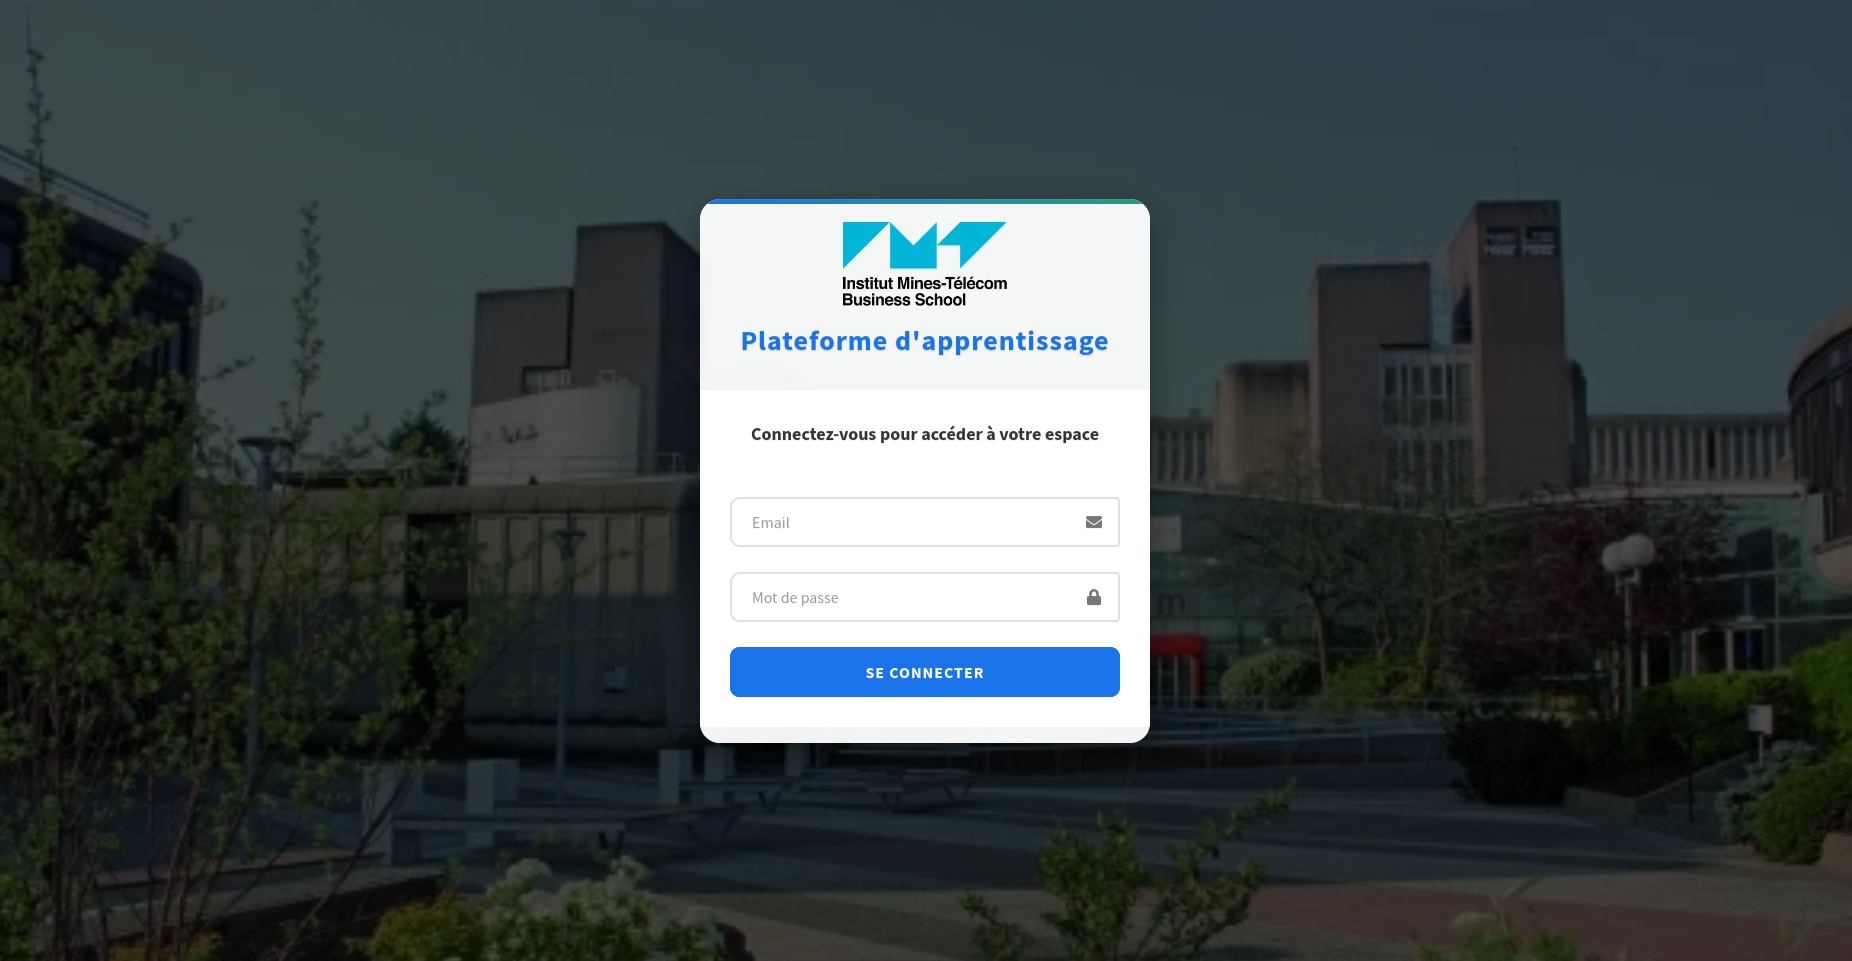 Institut Mines-Télécom
Business School
Plateforme d'apprentissage
Connectez-vous pour accéder à votre espace
Email
Mot de passe
SE CONNECTER